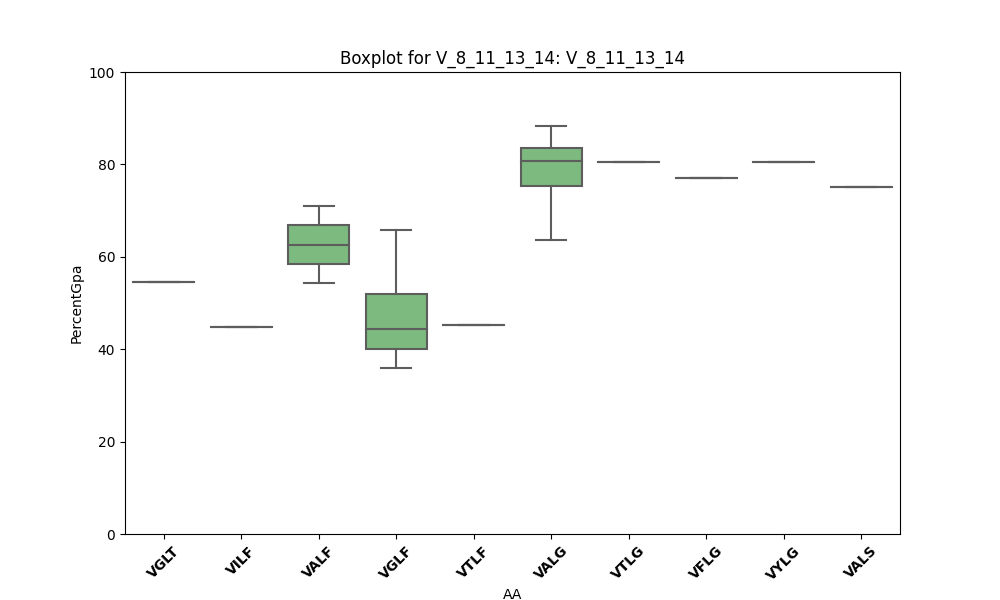 Boxplot for V_8_11_13_14: V_8_11_13_14
100
80
60
40
20
0
PercentGpa
VGLT VILF VALF VGLF VTLF VALG VTLG VFLG VYLG VALS
AA